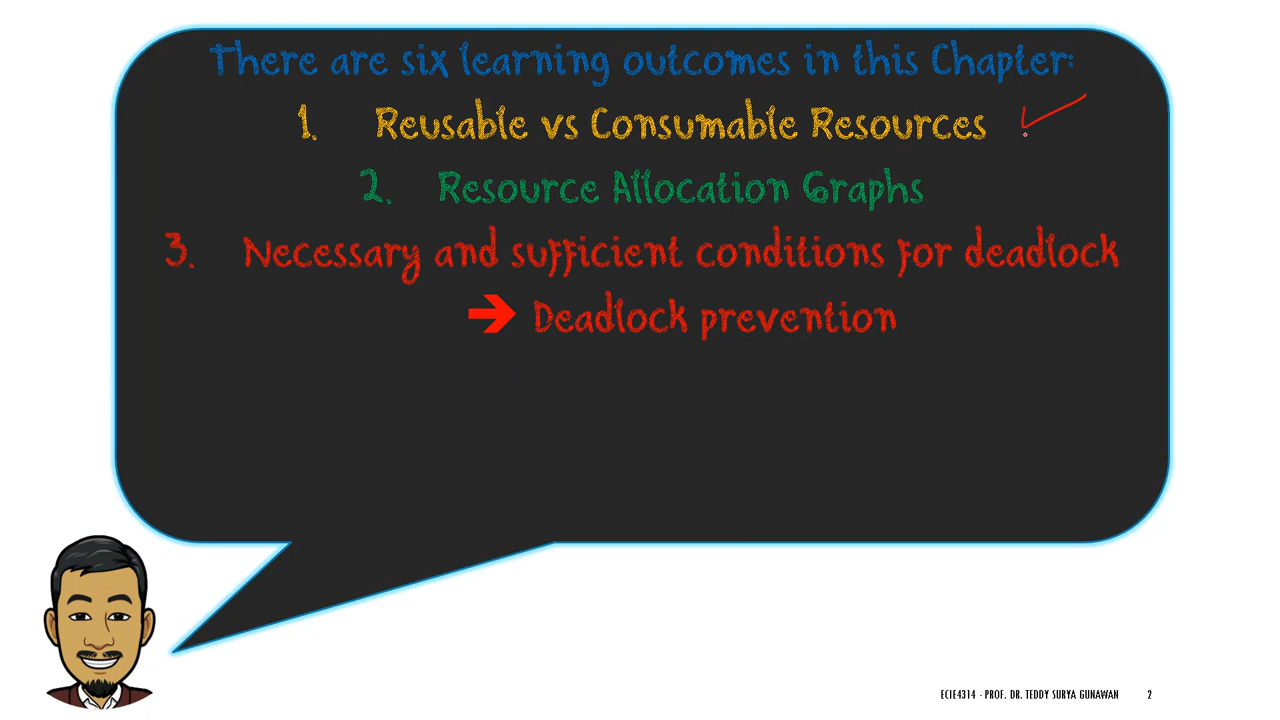 There are six learning outcomes in this Chapter:
1. Reusable vs Consumable Resources
2. Resource Allocation Graphs
3. Necessary and sufficient conditions for deadlock
➔ Deadlock prevention
ECIE4314 - PROF. DR. TEDDY SURYA GUNAWAN 2